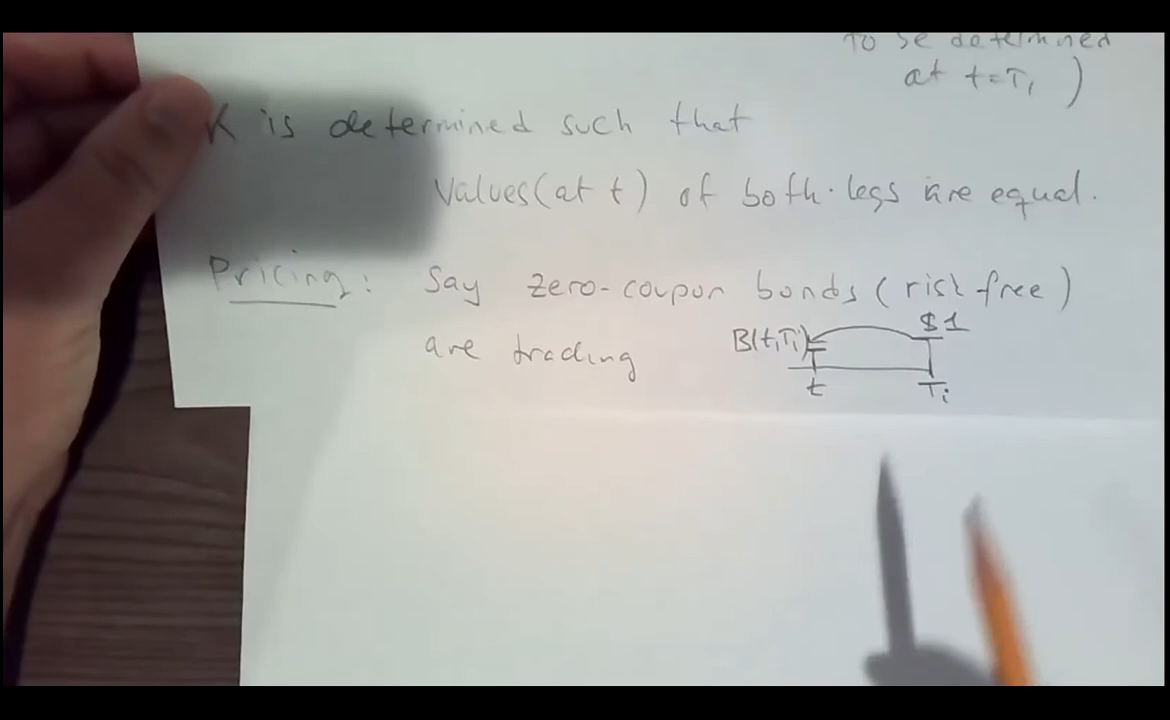 to be determined
at t=T₁ )
K is determined such that
Values(at t) of both legs are equal.
Pricing: Say zero-coupon bonds (risk free)
are trading B(t,Tᵢ) $1
t Tᵢ